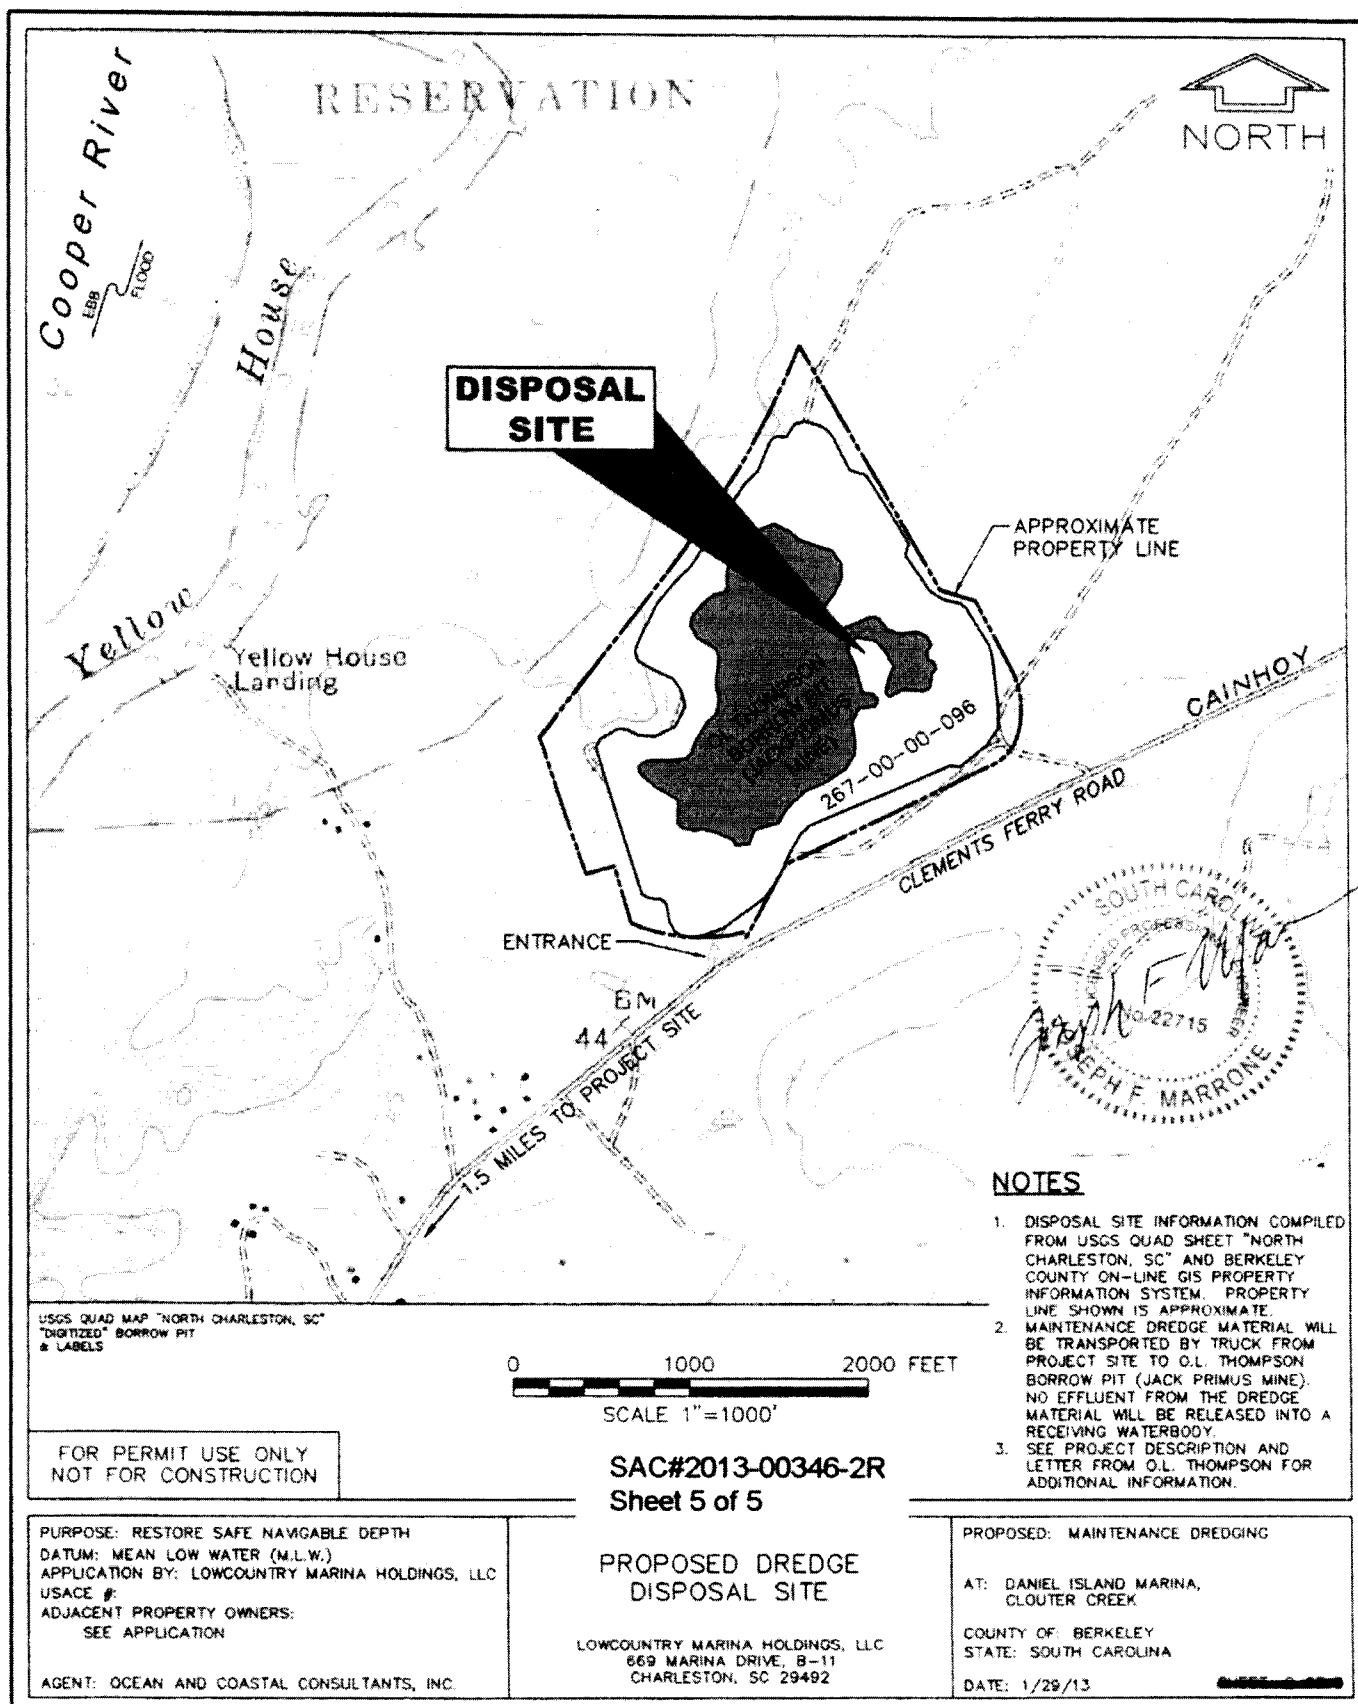 RESERVATION
NORTH
Cooper River
EBB
FLOOD
House
DISPOSAL
SITE
APPROXIMATE
PROPERTY LINE
Yellow
Yellow House
Landing
O.L. THOMPSON
BORROW PIT
(JACK PRIMUS
MINE)
267-00-00-096
CAINHOY
CLEMENTS FERRY ROAD
ENTRANCE
BM
44
1.5 MILES TO PROJECT SITE
SOUTH CAROLINA
No. 22715
JOSEPH F. MARRONE
NOTES
1. DISPOSAL SITE INFORMATION COMPILED
FROM USGS QUAD SHEET "NORTH
CHARLESTON, SC" AND BERKELEY
COUNTY ON-LINE GIS PROPERTY
INFORMATION SYSTEM. PROPERTY
LINE SHOWN IS APPROXIMATE.
2. MAINTENANCE DREDGE MATERIAL WILL
BE TRANSPORTED BY TRUCK FROM
PROJECT SITE TO O.L. THOMPSON
BORROW PIT (JACK PRIMUS MINE).
NO EFFLUENT FROM THE DREDGE
MATERIAL WILL BE RELEASED INTO A
RECEIVING WATERBODY.
3. SEE PROJECT DESCRIPTION AND
LETTER FROM O.L. THOMPSON FOR
ADDITIONAL INFORMATION.
USGS QUAD MAP "NORTH CHARLESTON, SC"
"DIGITIZED" BORROW PIT
& LABELS
0 1000 2000 FEET
SCALE 1"=1000'
FOR PERMIT USE ONLY
NOT FOR CONSTRUCTION
SAC#2013-00346-2R
Sheet 5 of 5
PURPOSE: RESTORE SAFE NAVIGABLE DEPTH
DATUM: MEAN LOW WATER (M.L.W.)
APPLICATION BY: LOWCOUNTRY MARINA HOLDINGS, LLC
USACE #:
ADJACENT PROPERTY OWNERS:
SEE APPLICATION
AGENT: OCEAN AND COASTAL CONSULTANTS, INC.
PROPOSED DREDGE
DISPOSAL SITE
LOWCOUNTRY MARINA HOLDINGS, LLC
669 MARINA DRIVE, B-11
CHARLESTON, SC 29492
PROPOSED: MAINTENANCE DREDGING
AT: DANIEL ISLAND MARINA,
CLOUTER CREEK
COUNTY OF: BERKELEY
STATE: SOUTH CAROLINA
DATE: 1/29/13